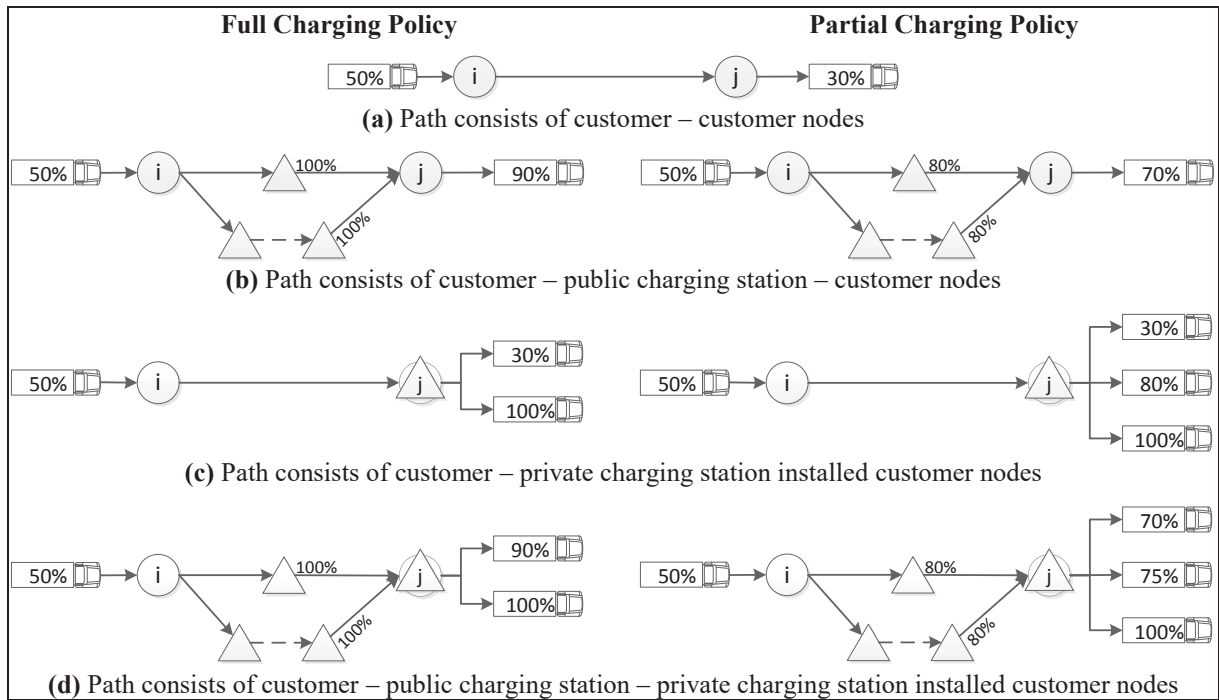 Full Charging Policy Partial Charging Policy
50% i j 30%
(a) Path consists of customer – customer nodes
50% i 100% j 90% 50% i 80% j 70%
100% 80%
(b) Path consists of customer – public charging station – customer nodes
30% 30%
50% i j 50% i j 80%
100% 100%
(c) Path consists of customer – private charging station installed customer nodes
90% 70%
50% i 100% j 50% i 80% j 75%
100% 100%
100% 80%
(d) Path consists of customer – public charging station – private charging station installed customer nodes